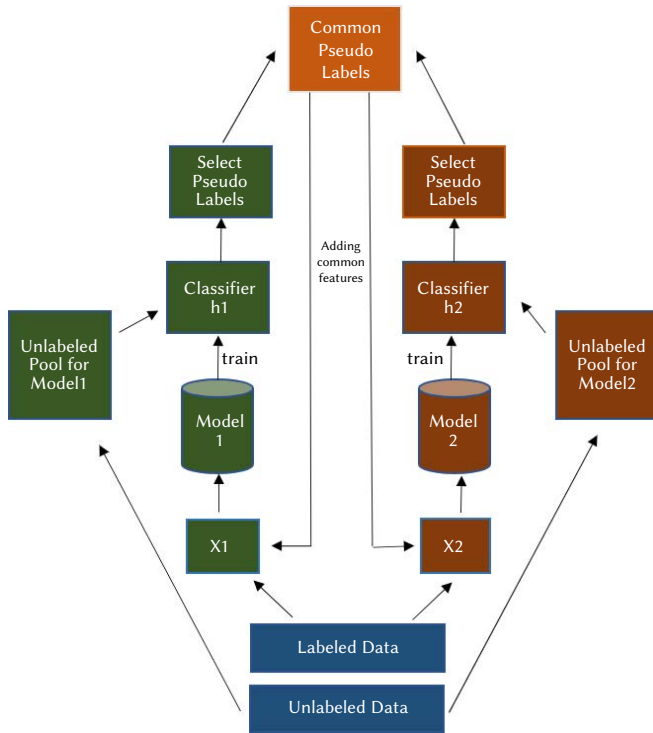 Common
Pseudo
Labels
Select
Pseudo
Labels
Select
Pseudo
Labels
Adding
common
features
Classifier
h1
Classifier
h2
Unlabeled
Pool for
Model1
Unlabeled
Pool for
Model2
train
train
Model
1
Model
2
X1
X2
Labeled Data
Unlabeled Data